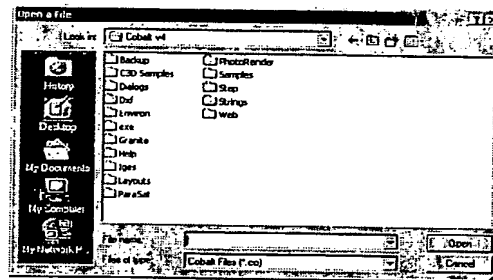 Open a File
Look in: Cobalt v4
Backup
C3D Samples
Dialogs
Dxf
Environ
exe
Granite
Help
Iges
Layouts
ParaSat
PhotoRender
Samples
Step
Strings
Web
History
Desktop
My Documents
My Computer
My Network P...
File name:
Open
Files of type: Cobalt Files (*.co)
Cancel